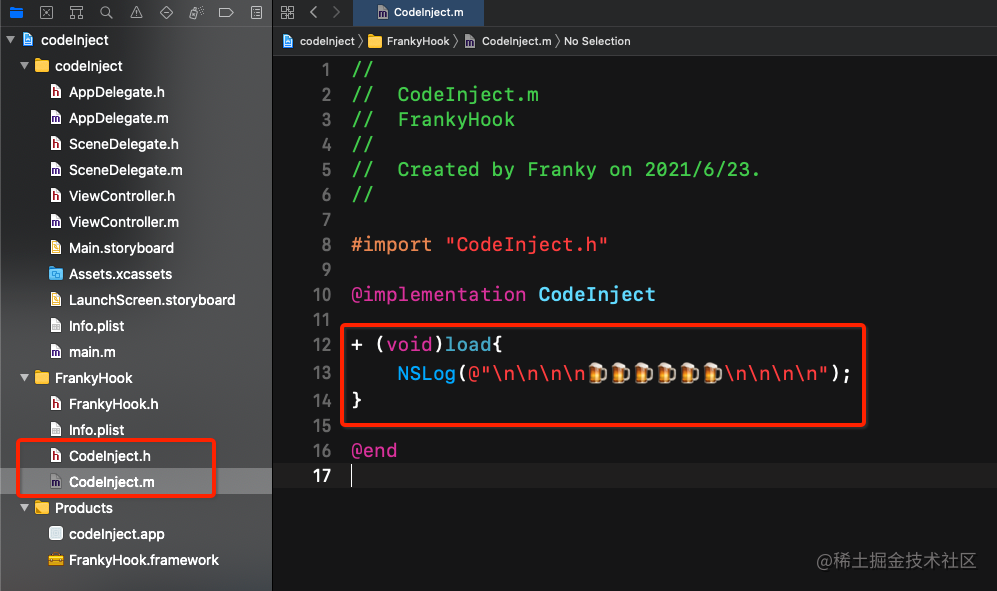 CodeInject.m
codeInject
codeInject
AppDelegate.h
AppDelegate.m
SceneDelegate.h
SceneDelegate.m
ViewController.h
ViewController.m
Main.storyboard
Assets.xcassets
LaunchScreen.storyboard
Info.plist
main.m
FrankyHook
FrankyHook.h
Info.plist
CodeInject.h
CodeInject.m
Products
codeInject.app
FrankyHook.framework
codeInject 〉 FrankyHook 〉 CodeInject.m 〉 No Selection
1 //
2 //  CodeInject.m
3 //  FrankyHook
4 //
5 //  Created by Franky on 2021/6/23.
6 //
7
8 #import "CodeInject.h"
9
10 @implementation CodeInject
11
12 + (void)load{
13     NSLog(@"\n\n\n\n🍺🍺🍺🍺🍺🍺\n\n\n\n");
14 }
15
16 @end
17
@稀土掘金技术社区